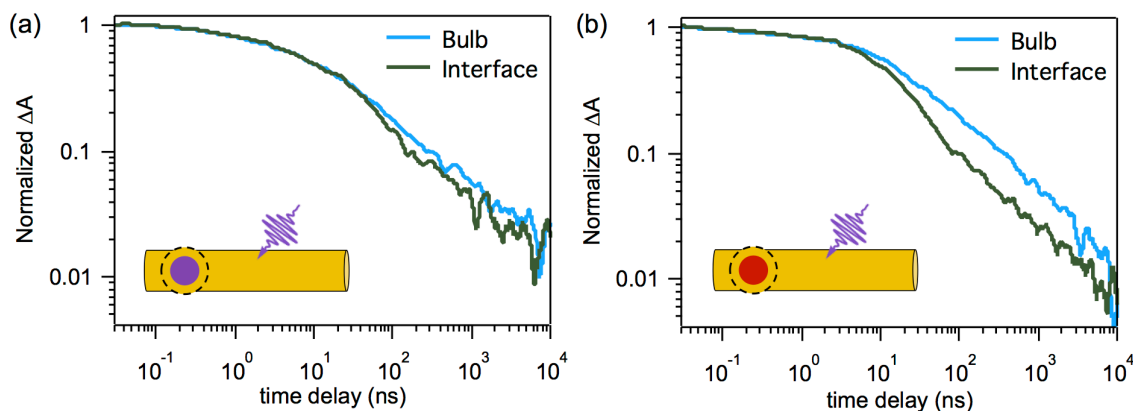 (a)
Bulb
Interface
Normalized ΔA
1
0.1
0.01
10^-1
10^0
10^1
10^2
10^3
10^4
time delay (ns)
(b)
Bulb
Interface
Normalized ΔA
1
0.1
0.01
10^-1
10^0
10^1
10^2
10^3
10^4
time delay (ns)